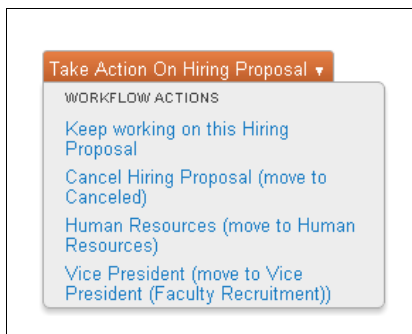 Take Action On Hiring Proposal ▾
WORKFLOW ACTIONS
Keep working on this Hiring
Proposal
Cancel Hiring Proposal (move to
Canceled)
Human Resources (move to Human
Resources)
Vice President (move to Vice
President (Faculty Recruitment))